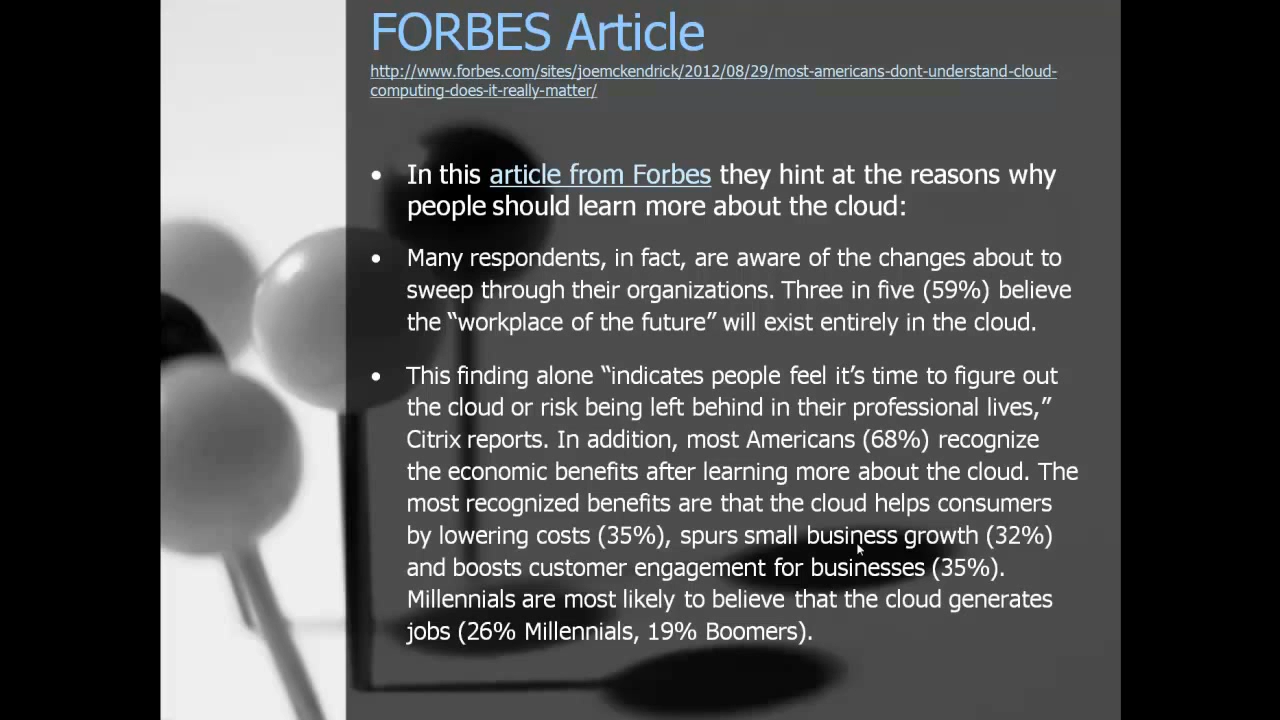 FORBES Article
http://www.forbes.com/sites/joemckendrick/2012/08/29/most-americans-dont-understand-cloud-
computing-does-it-really-matter/
• In this article from Forbes they hint at the reasons why
people should learn more about the cloud:
• Many respondents, in fact, are aware of the changes about to
sweep through their organizations. Three in five (59%) believe
the “workplace of the future” will exist entirely in the cloud.
• This finding alone “indicates people feel it’s time to figure out
the cloud or risk being left behind in their professional lives,”
Citrix reports. In addition, most Americans (68%) recognize
the economic benefits after learning more about the cloud. The
most recognized benefits are that the cloud helps consumers
by lowering costs (35%), spurs small business growth (32%)
and boosts customer engagement for businesses (35%).
Millennials are most likely to believe that the cloud generates
jobs (26% Millennials, 19% Boomers).